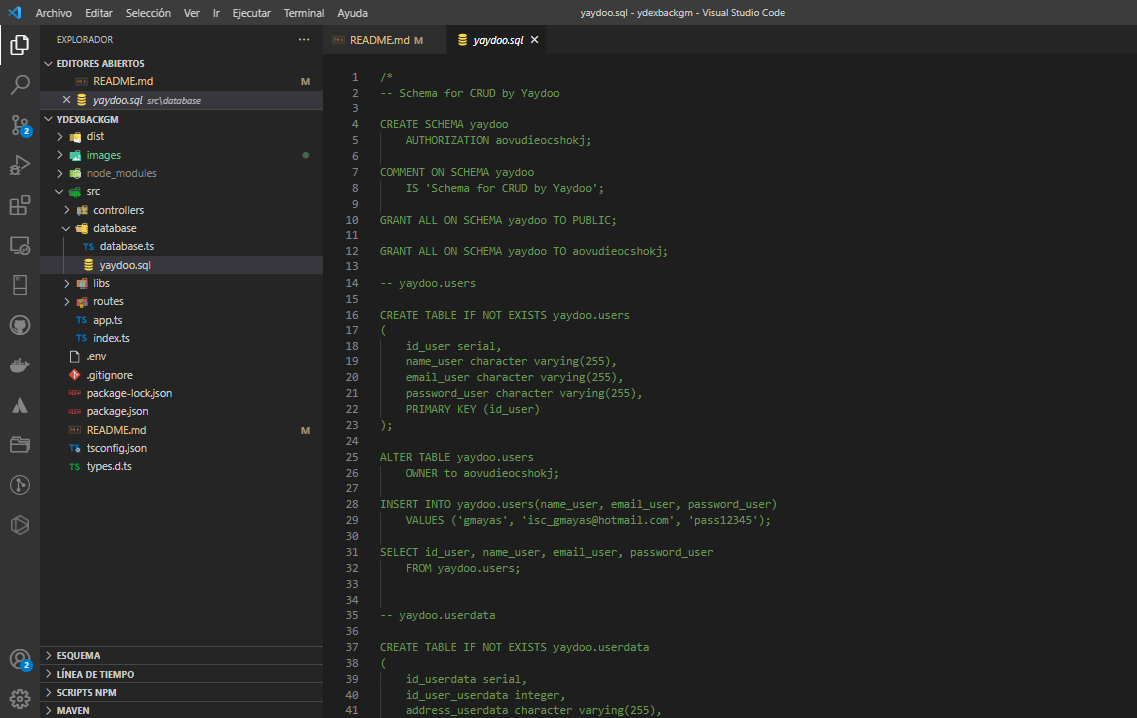 Archivo Editar Selección Ver Ir Ejecutar Terminal Ayuda yaydoo.sql - ydexbackgm - Visual Studio Code
EXPLORADOR ...
EDITORES ABIERTOS
README.md M
yaydoo.sql src\database
YDEXBACKGM
dist
images
node_modules
src
controllers
database
TS database.ts
yaydoo.sql
libs
routes
TS app.ts
TS index.ts
.env
.gitignore
package-lock.json
package.json
README.md M
TS tsconfig.json
TS types.d.ts
ESQUEMA
LÍNEA DE TIEMPO
SCRIPTS NPM
MAVEN
2
2
README.md M yaydoo.sql
1 /*
2 -- Schema for CRUD by Yaydoo
3
4 CREATE SCHEMA yaydoo
5 AUTHORIZATION aovudieocshokj;
6
7 COMMENT ON SCHEMA yaydoo
8 IS 'Schema for CRUD by Yaydoo';
9
10 GRANT ALL ON SCHEMA yaydoo TO PUBLIC;
11
12 GRANT ALL ON SCHEMA yaydoo TO aovudieocshokj;
13
14 -- yaydoo.users
15
16 CREATE TABLE IF NOT EXISTS yaydoo.users
17 (
18 id_user serial,
19 name_user character varying(255),
20 email_user character varying(255),
21 password_user character varying(255),
22 PRIMARY KEY (id_user)
23 );
24
25 ALTER TABLE yaydoo.users
26 OWNER to aovudieocshokj;
27
28 INSERT INTO yaydoo.users(name_user, email_user, password_user)
29 VALUES ('gmayas', 'isc_gmayas@hotmail.com', 'pass12345');
30
31 SELECT id_user, name_user, email_user, password_user
32 FROM yaydoo.users;
33
34
35 -- yaydoo.userdata
36
37 CREATE TABLE IF NOT EXISTS yaydoo.userdata
38 (
39 id_userdata serial,
40 id_user_userdata integer,
41 address_userdata character varying(255),